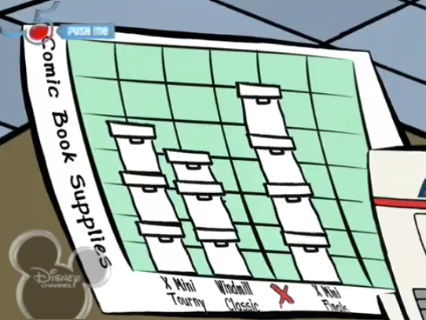 PUSH ME
Comic Book Supplies
X Mini
Tourny
Windmill
Classic
X
X Mini
Finals
Disney
CHANNEL